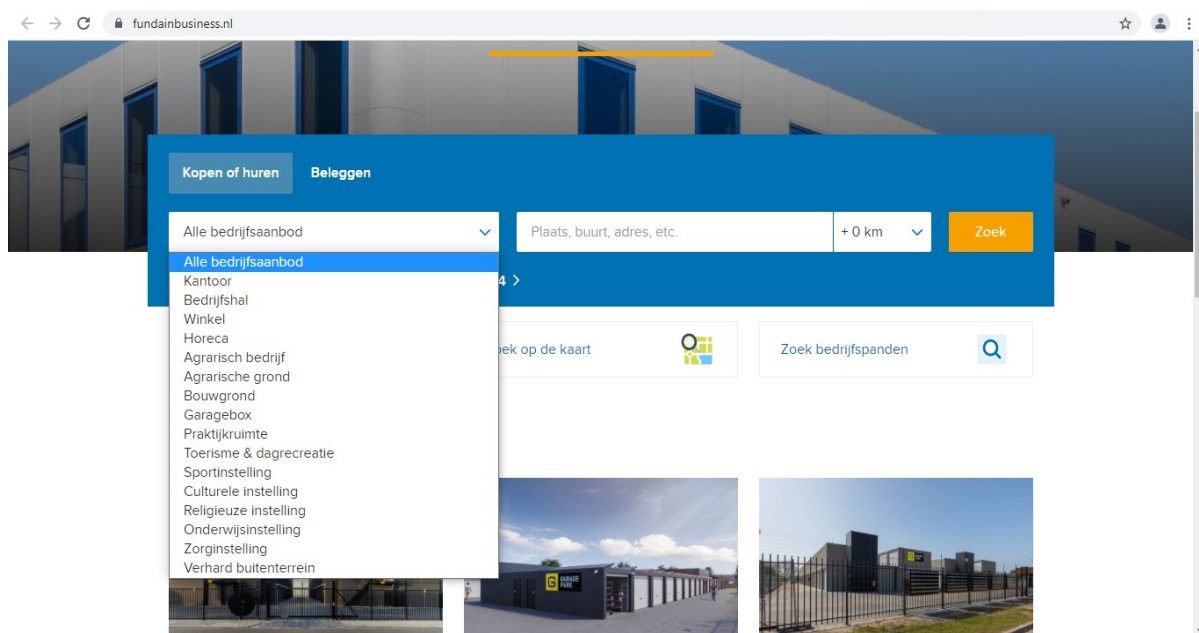 fundainbusiness.nl
Kopen of huren
Beleggen
Alle bedrijfsaanbod
Plaats, buurt, adres, etc.
+ 0 km
Zoek
Alle bedrijfsaanbod
4
Kantoor
Bedrijfshal
Winkel
Horeca
Agrarisch bedrijf
Agrarische grond
Bouwgrond
Garagebox
Praktijkruimte
Toerisme & dagrecreatie
Sportinstelling
Culturele instelling
Religieuze instelling
Onderwijsinstelling
Zorginstelling
Verhard buitenterrein
op de kaart
Zoek bedrijfspanden
G GARAGE
PARK